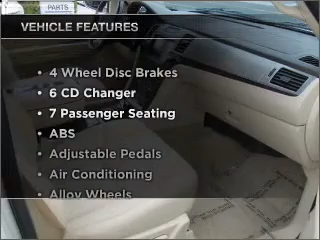 PARTS
VEHICLE FEATURES
• 4 Wheel Disc Brakes
• 6 CD Changer
• 7 Passenger Seating
• ABS
• Adjustable Pedals
• Air Conditioning
• Alloy Wheels